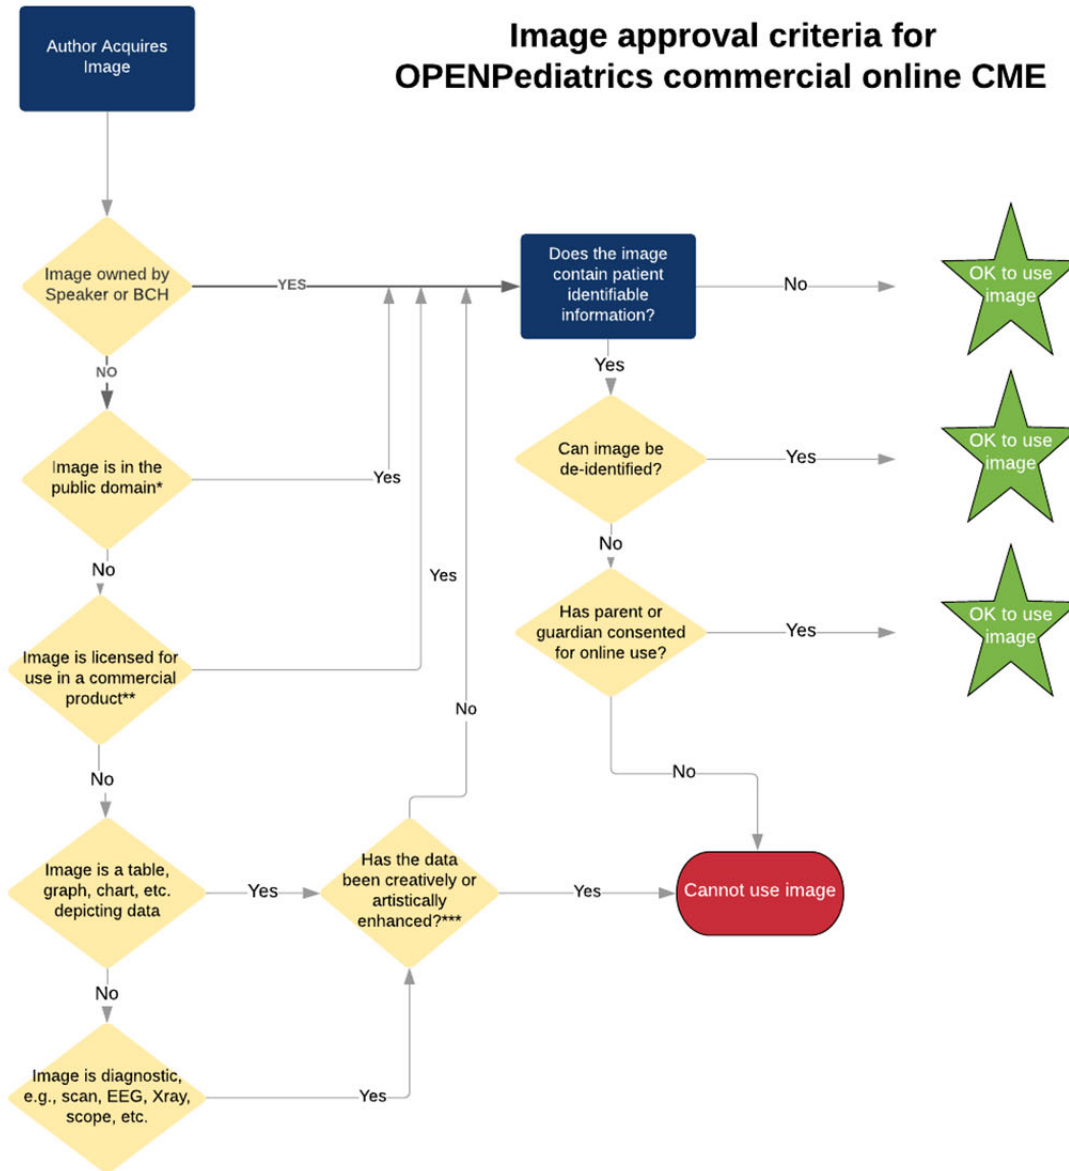 Image approval criteria for
OPENPediatrics commercial online CME
Author Acquires
Image
Image owned by
Speaker or BCH
YES
NO
Does the image
contain patient
identifiable
information?
No
OK to use
image
Yes
Image is in the
public domain*
Yes
No
Can image be
de-identified?
Yes
OK to use
image
No
Image is licensed for
use in a commercial
product**
Yes
No
Has parent or
guardian consented
for online use?
Yes
OK to use
image
No
Image is a table,
graph, chart, etc.
depicting data
Yes
No
Has the data
been creatively or
artistically
enhanced?***
No
Yes
Cannot use image
Image is diagnostic,
e.g., scan, EEG, Xray,
scope, etc.
Yes